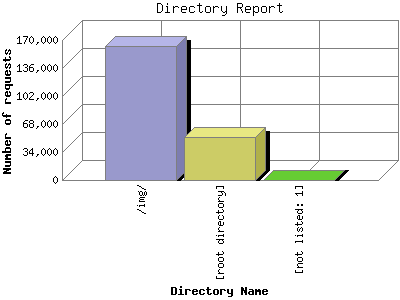 Directory Report
Number of requests
170,000
136,000
102,000
68,000
34,000
0
/img/
[root directory]
[not listed: 1]
Directory Name